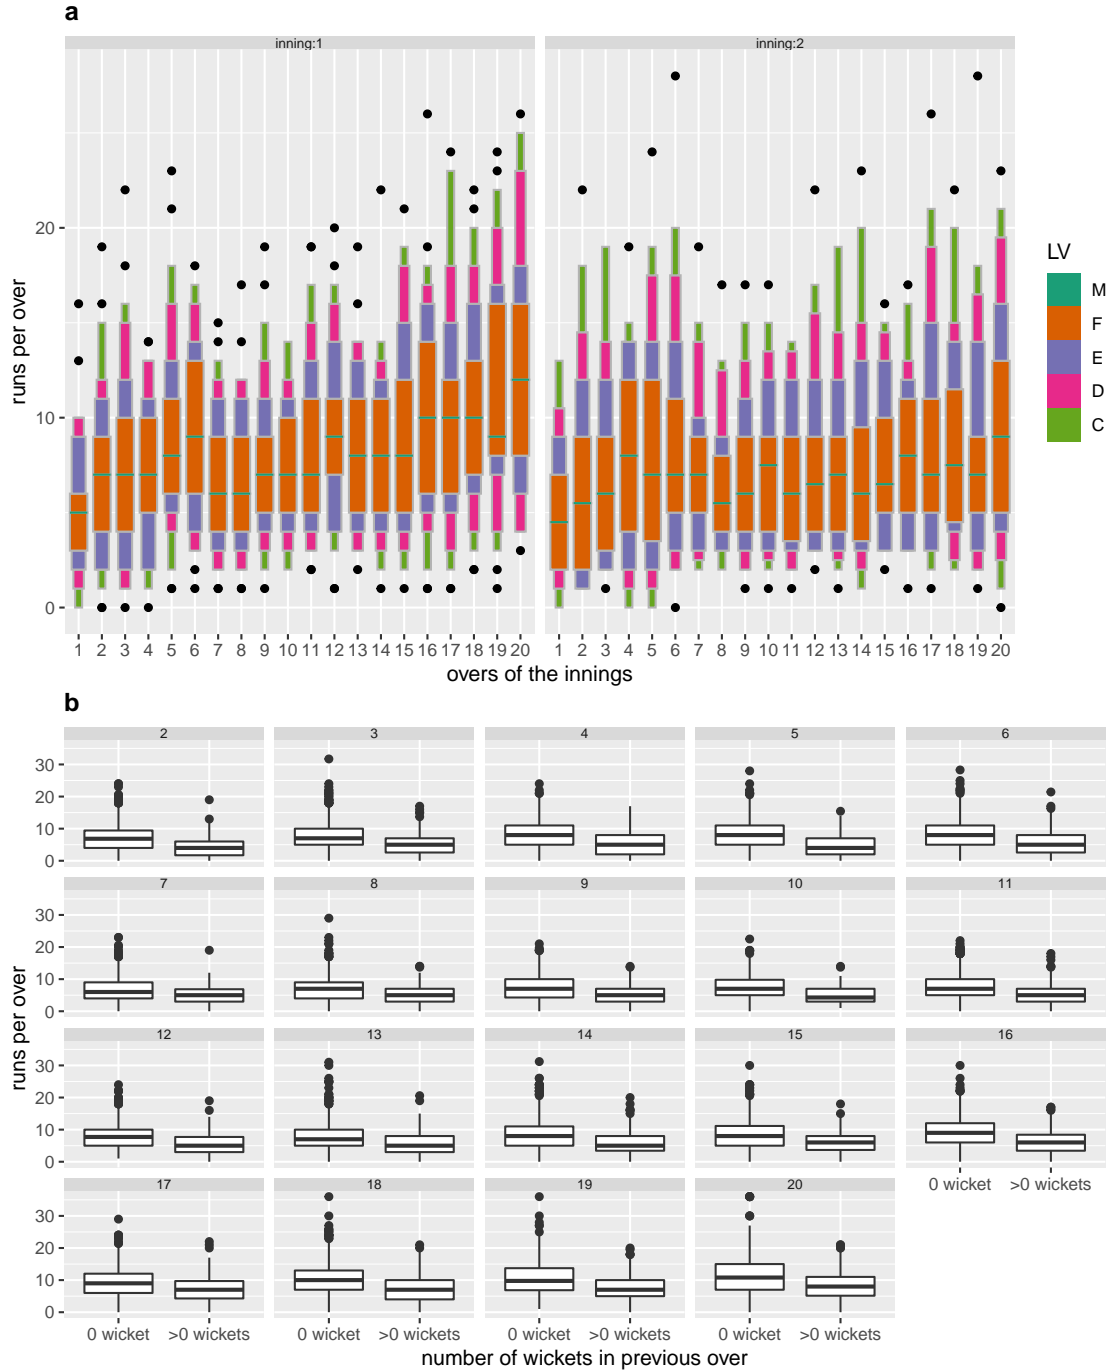 a
inning:1 inning:2
runs per over
20
10
0
1 2 3 4 5 6 7 8 9 10 11 12 13 14 15 16 17 18 19 20 1 2 3 4 5 6 7 8 9 10 11 12 13 14 15 16 17 18 19 20
overs of the innings
LV
M
F
E
D
C
b
runs per over
2 3 4 5 6
30
20
10
0
7 8 9 10 11
30
20
10
0
12 13 14 15 16
30
20
10
0
0 wicket >0 wickets
17 18 19 20
30
20
10
0
0 wicket >0 wickets 0 wicket >0 wickets 0 wicket >0 wickets 0 wicket >0 wickets
number of wickets in previous over